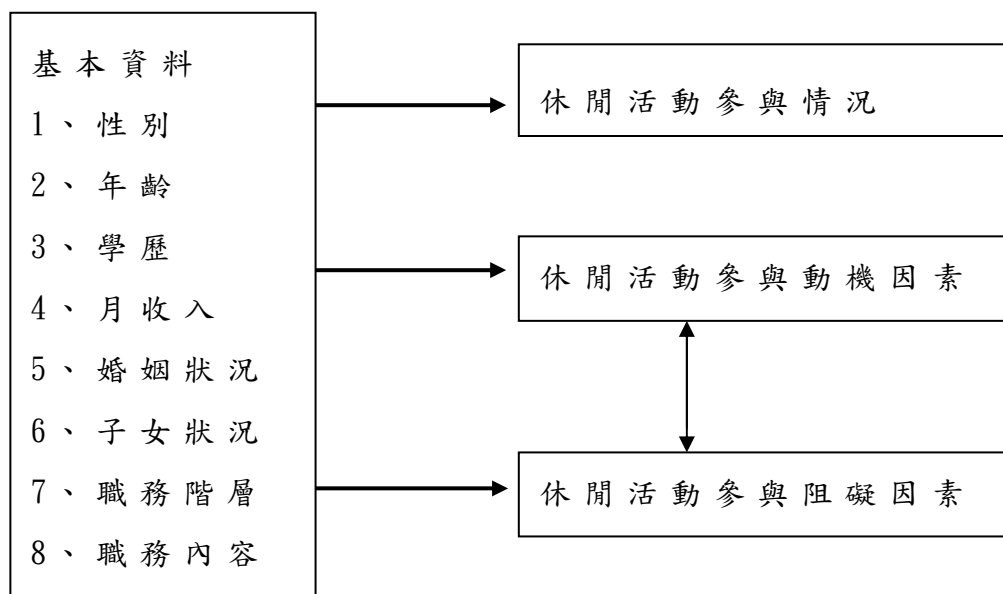 基本資料
1、性別
2、年齡
3、學歷
4、月收入
5、婚姻狀況
6、子女狀況
7、職務階層
8、職務內容
休閒活動參與情況
休閒活動參與動機因素
休閒活動參與阻礙因素